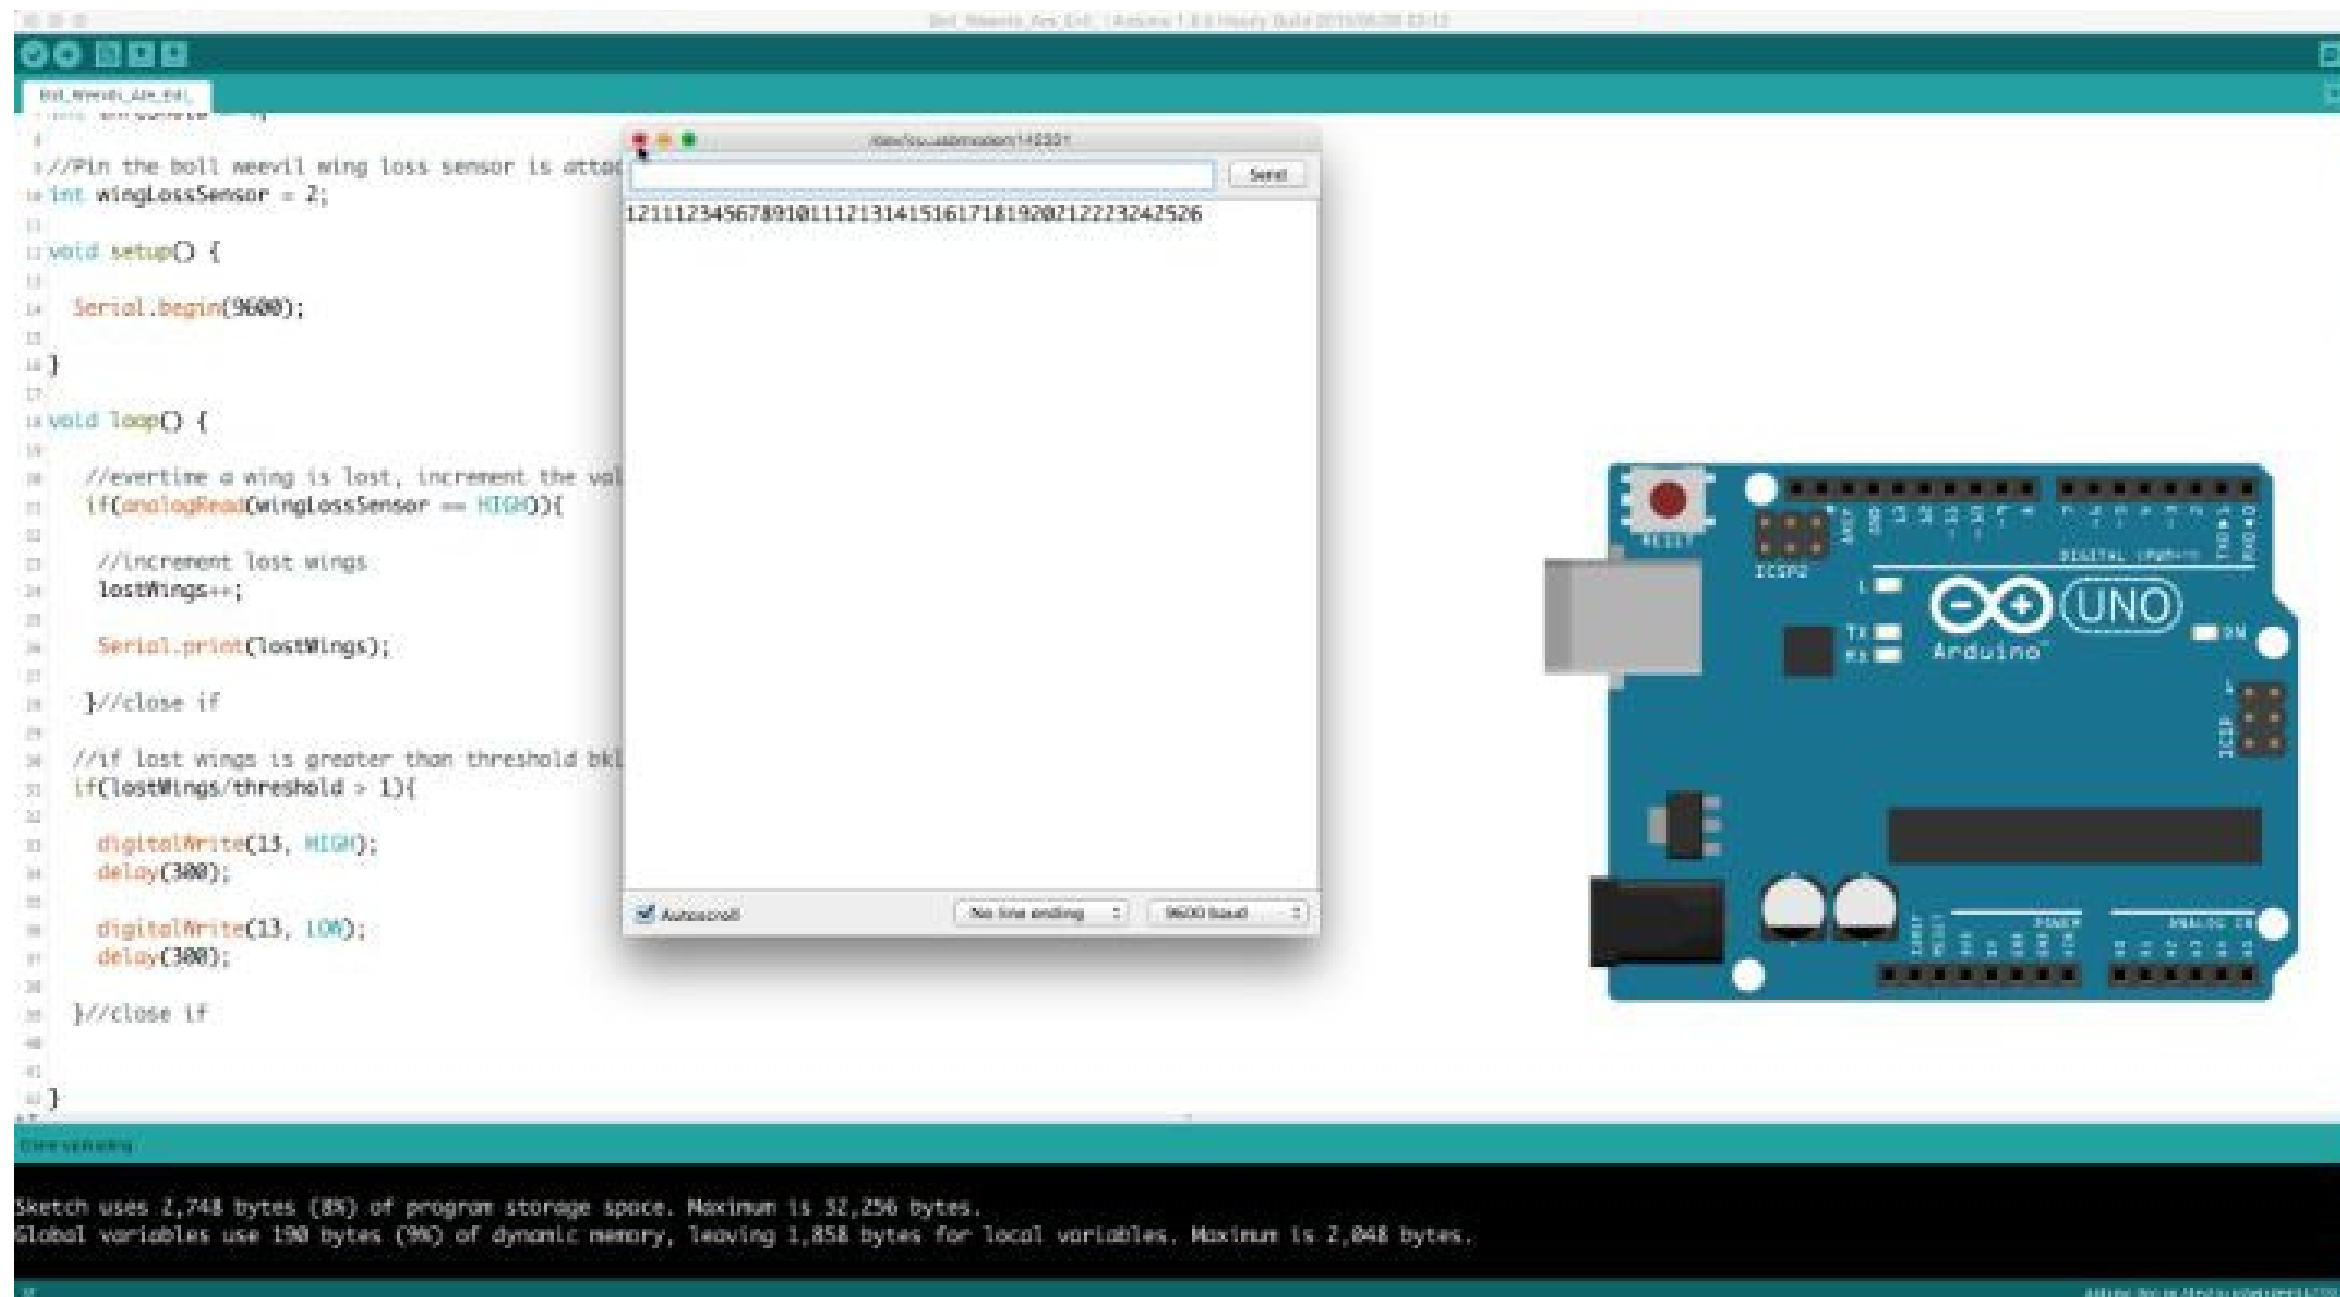 //Pin the boll weevil wing loss sensor is attac
int wingLossSensor = 2;
void setup() {
Serial.begin(9600);
}
void loop() {
//evertime a wing is lost, increment the val
if(analogRead(wingLossSensor == HIGH)){
//increment lost wings
lostWings++;
Serial.print(lostWings);
}//close if
//if lost wings is greater than threshold
if(lostWings/threshold > 1){
digitalWrite(13, HIGH);
delay(300);
digitalWrite(13, LOW);
delay(300);
}//close if
}
Send
12111234567891011121314151617181920212223242526
Autoscroll
No line ending
9600 baud
RESET
ICSP2
AREF
GND
DIGITAL
L
TX
RX
UNO
ON
Arduino
ICSP
POWER
ANALOG IN
Done uploading
Sketch uses 2,748 bytes (8%) of program storage space. Maximum is 32,256 bytes.
Global variables use 190 bytes (9%) of dynamic memory, leaving 1,858 bytes for local variables. Maximum is 2,048 bytes.